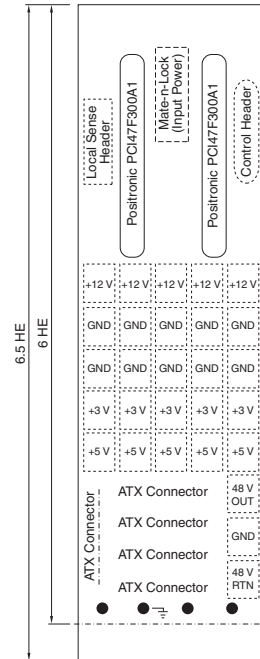 6.5 HE
6 HE
Local Sense
Header
Positronic PCI47F300A1
Mate-n-Lock
(Input Power)
Positronic PCI47F300A1
Control Header
+12 V +12 V +12 V +12 V +12 V
GND GND GND GND GND
GND GND GND GND GND
+3 V +3 V +3 V +3 V +3 V
+5 V +5 V +5 V +5 V +5 V
ATX Connector
ATX Connector
ATX Connector
ATX Connector
ATX Connector
48 V
OUT
GND
48 V
RTN